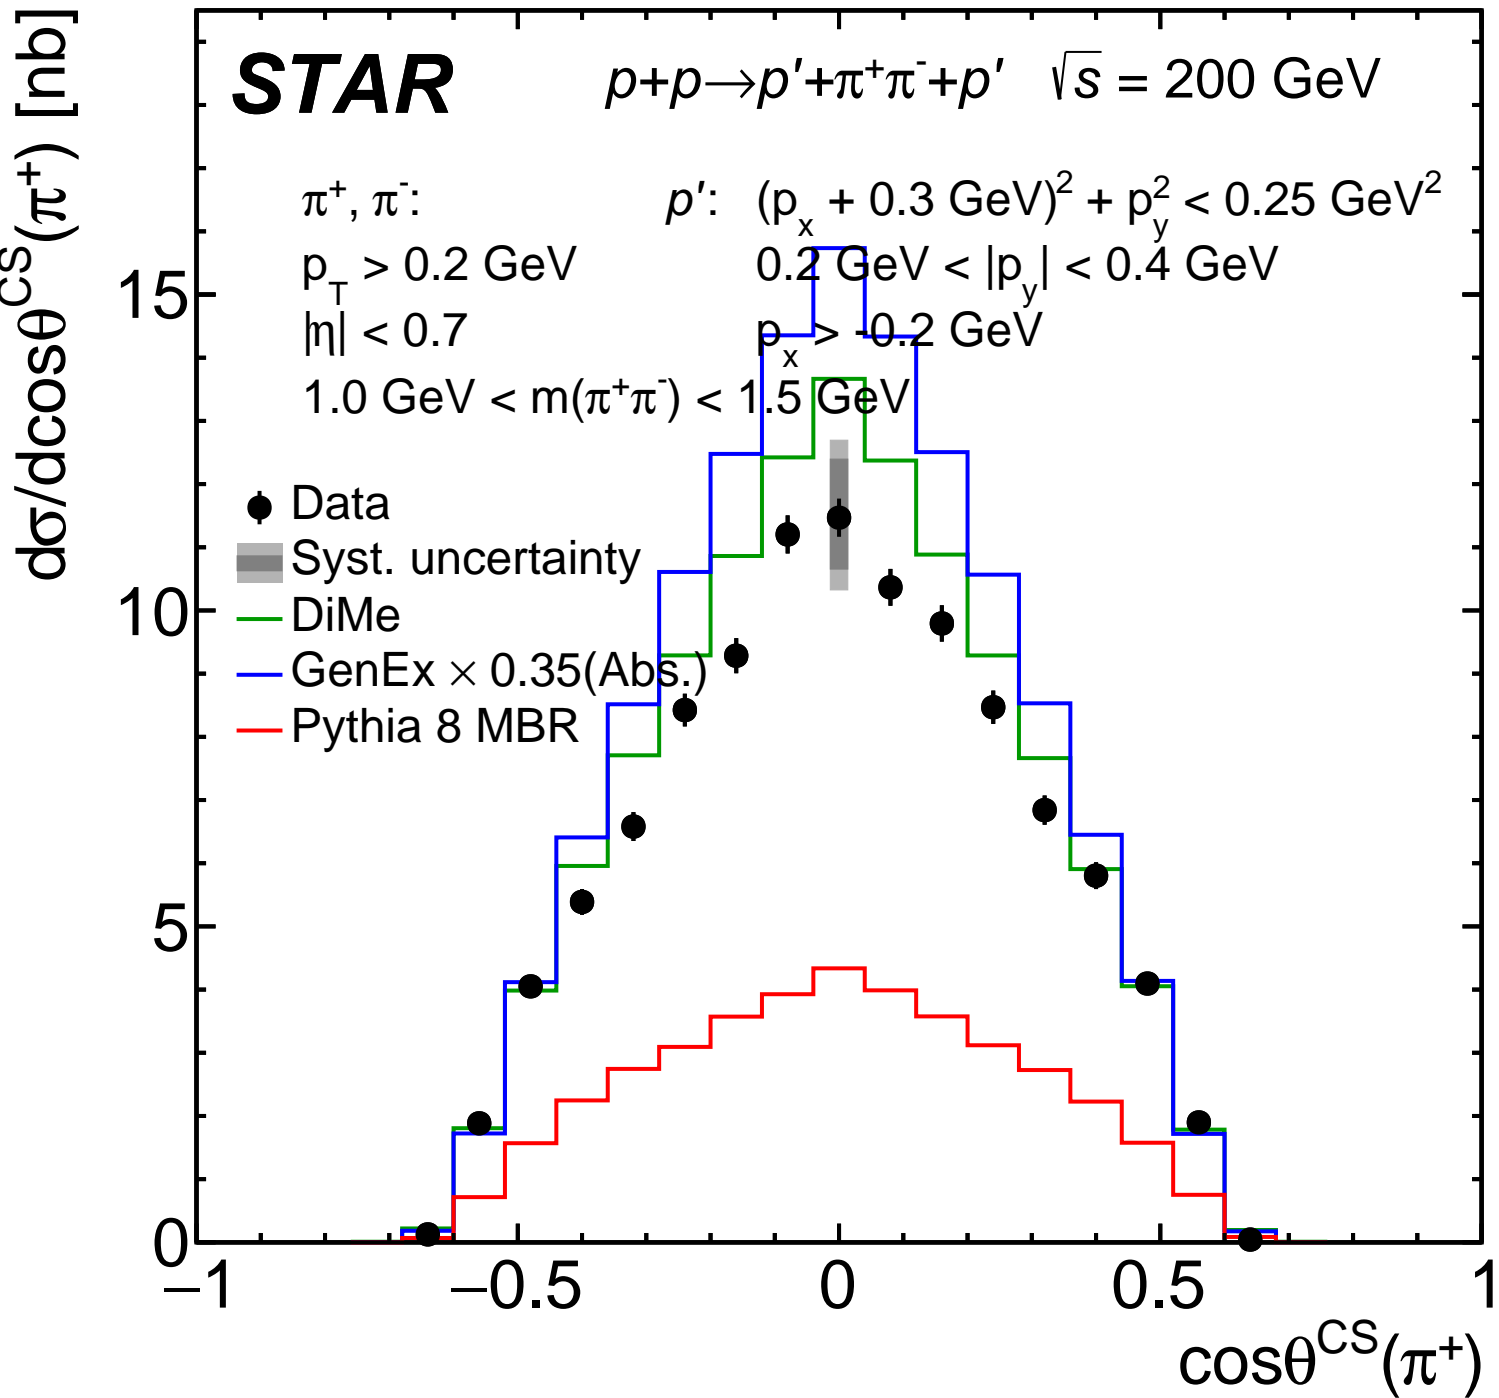 dσ/dcosθ^CS(π⁺) [nb]
STAR p+p→p′+π⁺π⁻+p′ √s = 200 GeV
π⁺, π⁻: p′: (p_x + 0.3 GeV)² + p_y² < 0.25 GeV²
p_T > 0.2 GeV 0.2 GeV < |p_y| < 0.4 GeV
|η| < 0.7 p_x > -0.2 GeV
1.0 GeV < m(π⁺π⁻) < 1.5 GeV
Data
Syst. uncertainty
DiMe
GenEx × 0.35(Abs.)
Pythia 8 MBR
15
10
5
0
−1 −0.5 0 0.5 1
cosθ^CS(π⁺)